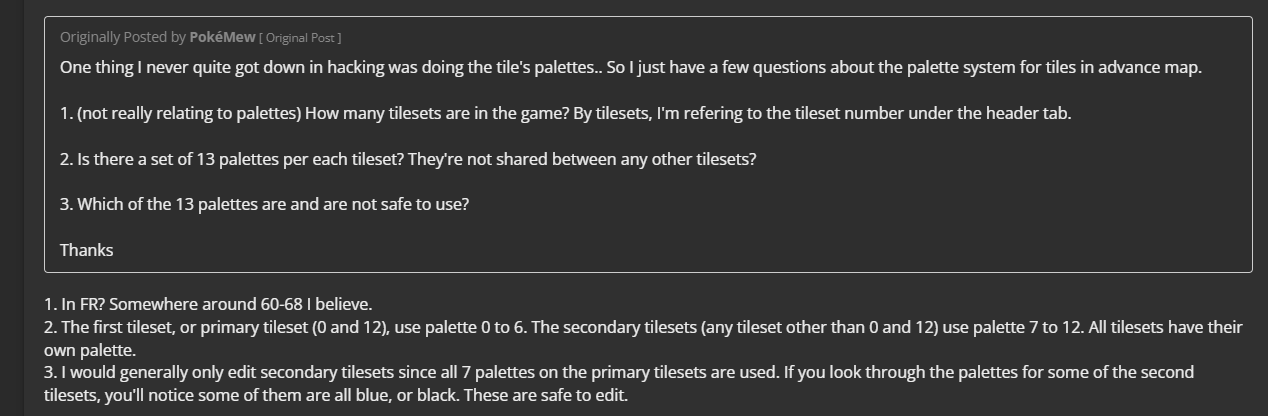 Originally Posted by PokéMew [ Original Post ]
One thing I never quite got down in hacking was doing the tile's palettes.. So I just have a few questions about the palette system for tiles in advance map.
1. (not really relating to palettes) How many tilesets are in the game? By tilesets, I'm refering to the tileset number under the header tab.
2. Is there a set of 13 palettes per each tileset? They're not shared between any other tilesets?
3. Which of the 13 palettes are and are not safe to use?
Thanks
1. In FR? Somewhere around 60-68 I believe.
2. The first tileset, or primary tileset (0 and 12), use palette 0 to 6. The secondary tilesets (any tileset other than 0 and 12) use palette 7 to 12. All tilesets have their
own palette.
3. I would generally only edit secondary tilesets since all 7 palettes on the primary tilesets are used. If you look through the palettes for some of the second
tilesets, you'll notice some of them are all blue, or black. These are safe to edit.